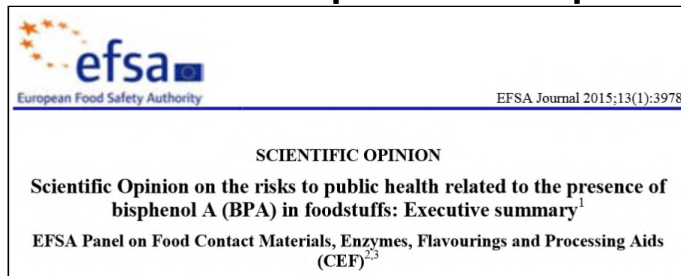 efsa
European Food Safety Authority
EFSA Journal 2015;13(1):3978
SCIENTIFIC OPINION
Scientific Opinion on the risks to public health related to the presence of
bisphenol A (BPA) in foodstuffs: Executive summary1
EFSA Panel on Food Contact Materials, Enzymes, Flavourings and Processing Aids
(CEF)2,3